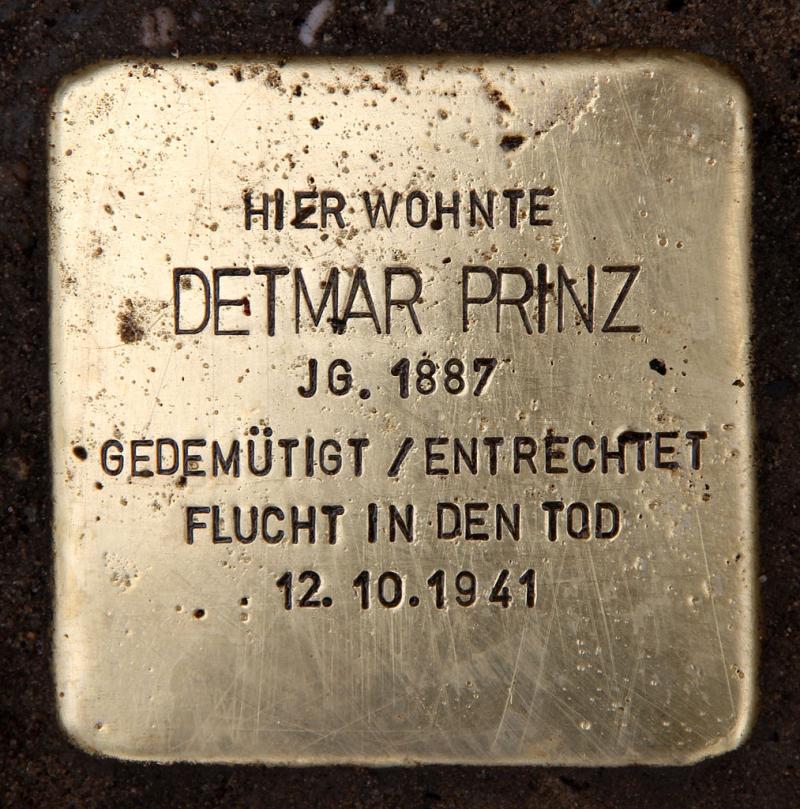 HIER WOHNTE
DETMAR PRINZ
JG. 1887
GEDEMÜTIGT / ENTRECHTET
FLUCHT IN DEN TOD
12. 10. 1941